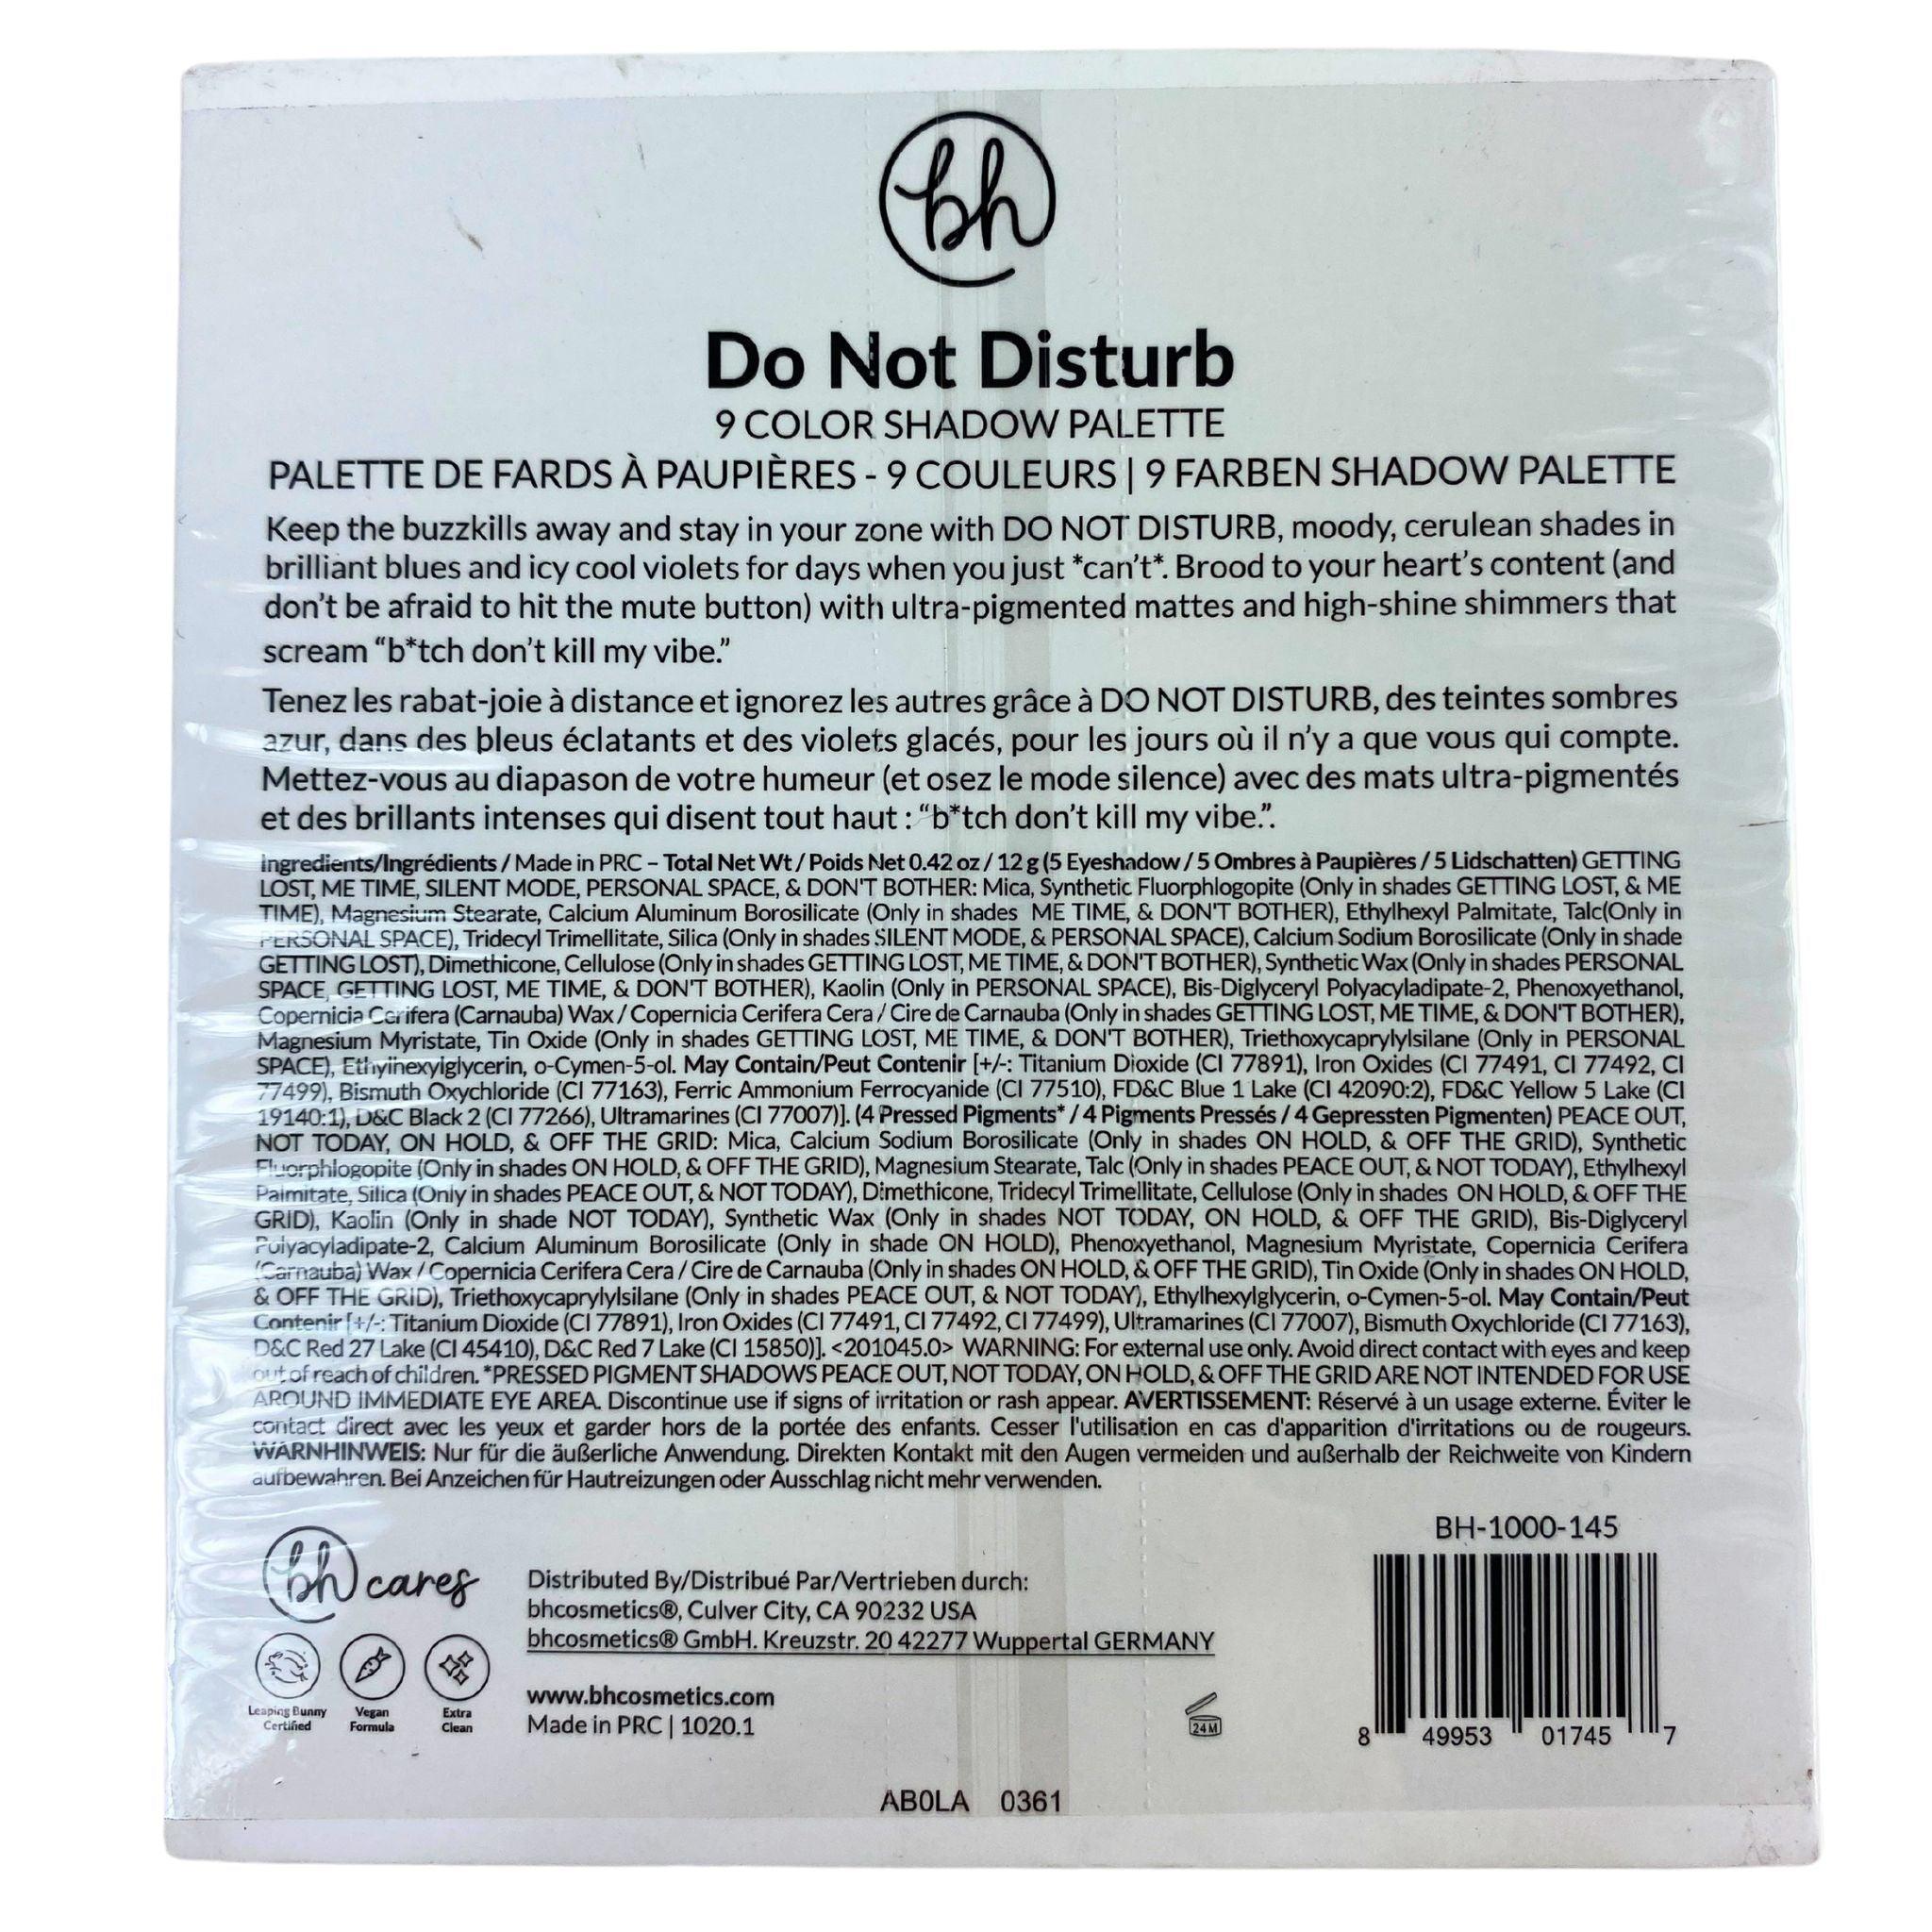 bh
Do Not Disturb
9 COLOR SHADOW PALETTE
PALETTE DE FARDS À PAUPIÈRES - 9 COULEURS | 9 FARBEN SHADOW PALETTE
Keep the buzzkills away and stay in your zone with DO NOT DISTURB, moody, cerulean shades in
brilliant blues and icy cool violets for days when you just *can't*. Brood to your heart's content (and
don't be afraid to hit the mute button) with ultra-pigmented mattes and high-shine shimmers that
scream “b*tch don't kill my vibe.”
Tenez les rabat-joie à distance et ignorez les autres grâce à DO NOT DISTURB, des teintes sombres
azur, dans des bleus éclatants et des violets glacés, pour les jours où il n'y a que vous qui compte.
Mettez-vous au diapason de votre humeur (et osez le mode silence) avec des mats ultra-pigmentés
et des brillants intenses qui disent tout haut : “b*tch don't kill my vibe.”.
Ingredients/Ingrédients / Made in PRC – Total Net Wt / Poids Net 0.42 oz / 12 g (5 Eyeshadow / 5 Ombres à Paupières / 5 Lidschatten) GETTING
LOST, ME TIME, SILENT MODE, PERSONAL SPACE, & DON'T BOTHER: Mica, Synthetic Fluorphlogopite (Only in shades GETTING LOST, & ME
TIME), Magnesium Stearate, Calcium Aluminum Borosilicate (Only in shades ME TIME, & DON'T BOTHER), Ethylhexyl Palmitate, Talc(Only in
PERSONAL SPACE), Tridecyl Trimellitate, Silica (Only in shades SILENT MODE, & PERSONAL SPACE), Calcium Sodium Borosilicate (Only in shade
GETTING LOST), Dimethicone, Cellulose (Only in shades GETTING LOST, ME TIME, & DON'T BOTHER), Synthetic Wax (Only in shades PERSONAL
SPACE, GETTING LOST, ME TIME, & DON'T BOTHER), Kaolin (Only in PERSONAL SPACE), Bis-Diglyceryl Polyacyladipate-2, Phenoxyethanol,
Copernicia Cerifera (Carnauba) Wax / Copernicia Cerifera Cera / Cire de Carnauba (Only in shades GETTING LOST, ME TIME, & DON'T BOTHER),
Magnesium Myristate, Tin Oxide (Only in shades GETTING LOST, ME TIME, & DON'T BOTHER), Triethoxycaprylylsilane (Only in PERSONAL
SPACE), Ethylhexylglycerin, o-Cymen-5-ol. May Contain/Peut Contenir [+/-: Titanium Dioxide (CI 77891), Iron Oxides (CI 77491, CI 77492, CI
77499), Bismuth Oxychloride (CI 77163), Ferric Ammonium Ferrocyanide (CI 77510), FD&C Blue 1 Lake (CI 42090:2), FD&C Yellow 5 Lake (CI
19140:1), D&C Black 2 (CI 77266), Ultramarines (CI 77007)]. (4 Pressed Pigments* / 4 Pigments Pressés / 4 Gepressten Pigmenten) PEACE OUT,
NOT TODAY, ON HOLD, & OFF THE GRID: Mica, Calcium Sodium Borosilicate (Only in shades ON HOLD, & OFF THE GRID), Synthetic
Fluorphlogopite (Only in shades ON HOLD, & OFF THE GRID), Magnesium Stearate, Talc (Only in shades PEACE OUT, & NOT TODAY), Ethylhexyl
Palmitate, Silica (Only in shades PEACE OUT, & NOT TODAY), Dimethicone, Tridecyl Trimellitate, Cellulose (Only in shades ON HOLD, & OFF THE
GRID), Kaolin (Only in shade NOT TODAY), Synthetic Wax (Only in shades NOT TODAY, ON HOLD, & OFF THE GRID), Bis-Diglyceryl
Polyacyladipate-2, Calcium Aluminum Borosilicate (Only in shade ON HOLD), Phenoxyethanol, Magnesium Myristate, Copernicia Cerifera
(Carnauba) Wax / Copernicia Cerifera Cera / Cire de Carnauba (Only in shades ON HOLD, & OFF THE GRID), Tin Oxide (Only in shades ON HOLD,
& OFF THE GRID), Triethoxycaprylylsilane (Only in shades PEACE OUT, & NOT TODAY), Ethylhexylglycerin, o-Cymen-5-ol. May Contain/Peut
Contenir [+/-: Titanium Dioxide (CI 77891), Iron Oxides (CI 77491, CI 77492, CI 77499), Ultramarines (CI 77007), Bismuth Oxychloride (CI 77163),
D&C Red 27 Lake (CI 45410), D&C Red 7 Lake (CI 15850)]. <201045.0> WARNING: For external use only. Avoid direct contact with eyes and keep
out of reach of children. *PRESSED PIGMENT SHADOWS PEACE OUT, NOT TODAY, ON HOLD, & OFF THE GRID ARE NOT INTENDED FOR USE
AROUND IMMEDIATE EYE AREA. Discontinue use if signs of irritation or rash appear. AVERTISSEMENT: Réservé à un usage externe. Éviter le
contact direct avec les yeux et garder hors de la portée des enfants. Cesser l'utilisation en cas d'apparition d'irritations ou de rougeurs.
WARNHINWEIS: Nur für die äußerliche Anwendung. Direkten Kontakt mit den Augen vermeiden und außerhalb der Reichweite von Kindern
aufbewahren. Bei Anzeichen für Hautreizungen oder Ausschlag nicht mehr verwenden.
bh cares
Leaping Bunny
Certified
Vegan
Formula
Extra
Clean
Distributed By/Distribué Par/Vertrieben durch:
bhcosmetics®, Culver City, CA 90232 USA
bhcosmetics® GmbH. Kreuzstr. 20 42277 Wuppertal GERMANY
www.bhcosmetics.com
Made in PRC | 1020.1
24M
BH-1000-145
8 49953 01745 7
AB0LA 0361